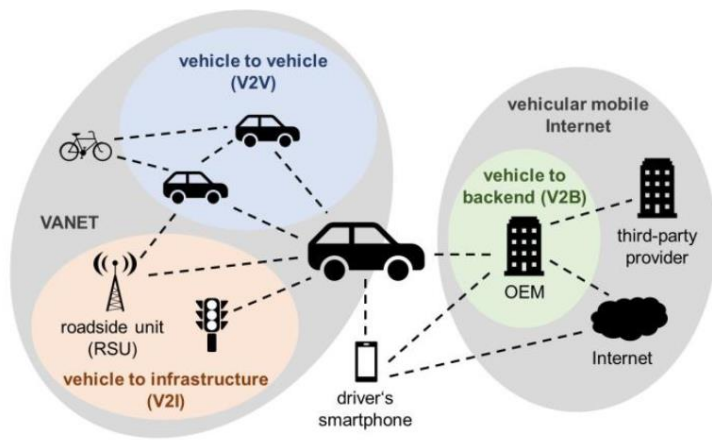 vehicle to vehicle
(V2V)
VANET
roadside unit
(RSU)
vehicle to infrastructure
(V2I)
driver's
smartphone
vehicular mobile
Internet
vehicle to
backend (V2B)
OEM
third-party
provider
Internet